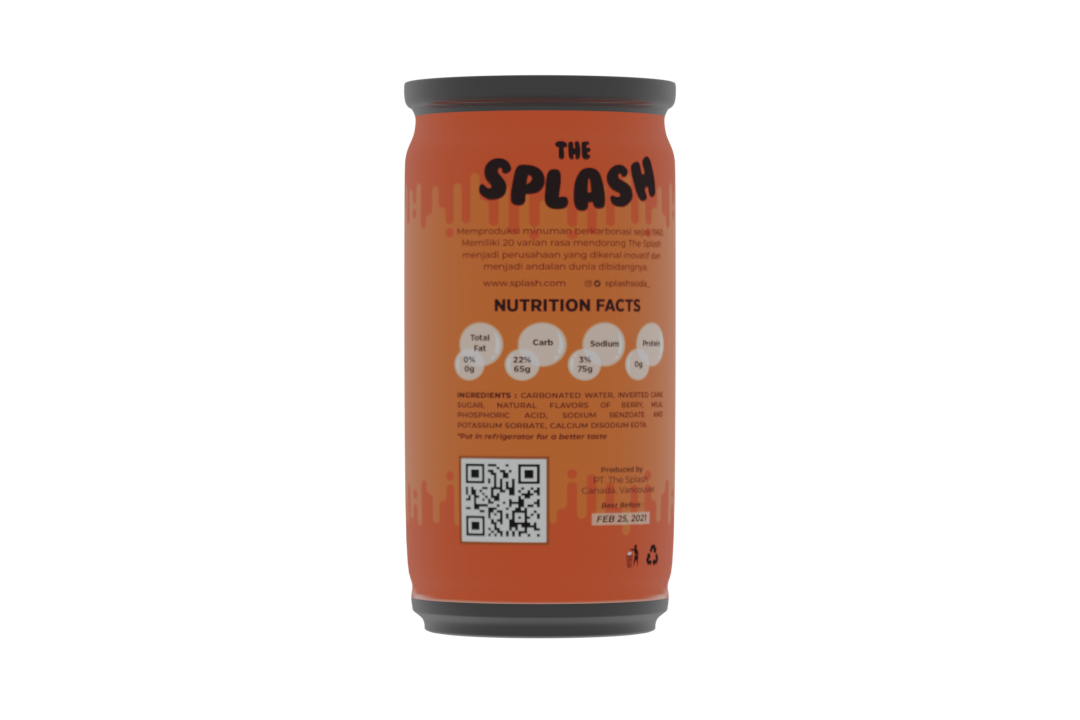 THE
SPLASH
Memproduksi minuman berkarbonasi sejak
Memiliki 20 varian rasa mendorong The Splash
menjadi perusahaan yang dikenal inovatif dan
menjadi andalan dunia dibidangnya.
www.splash.com splashsoda_
NUTRITION FACTS
Total Fat 0% 0g
Carb 22% 65g
Sodium 3% 75g
Protein 0g
INGREDIENTS : CARBONATED WATER, INVERTED CANE
SUGAR, NATURAL FLAVORS OF BERRY,
PHOSPHORIC ACID, SODIUM BENZOATE AND
POTASSIUM SORBATE, CALCIUM DISODIUM EDTA.
*Put in refrigerator for a better taste
Produced by
PT. The Splash
Canada, Vancouver
Best Before
FEB 25, 2021